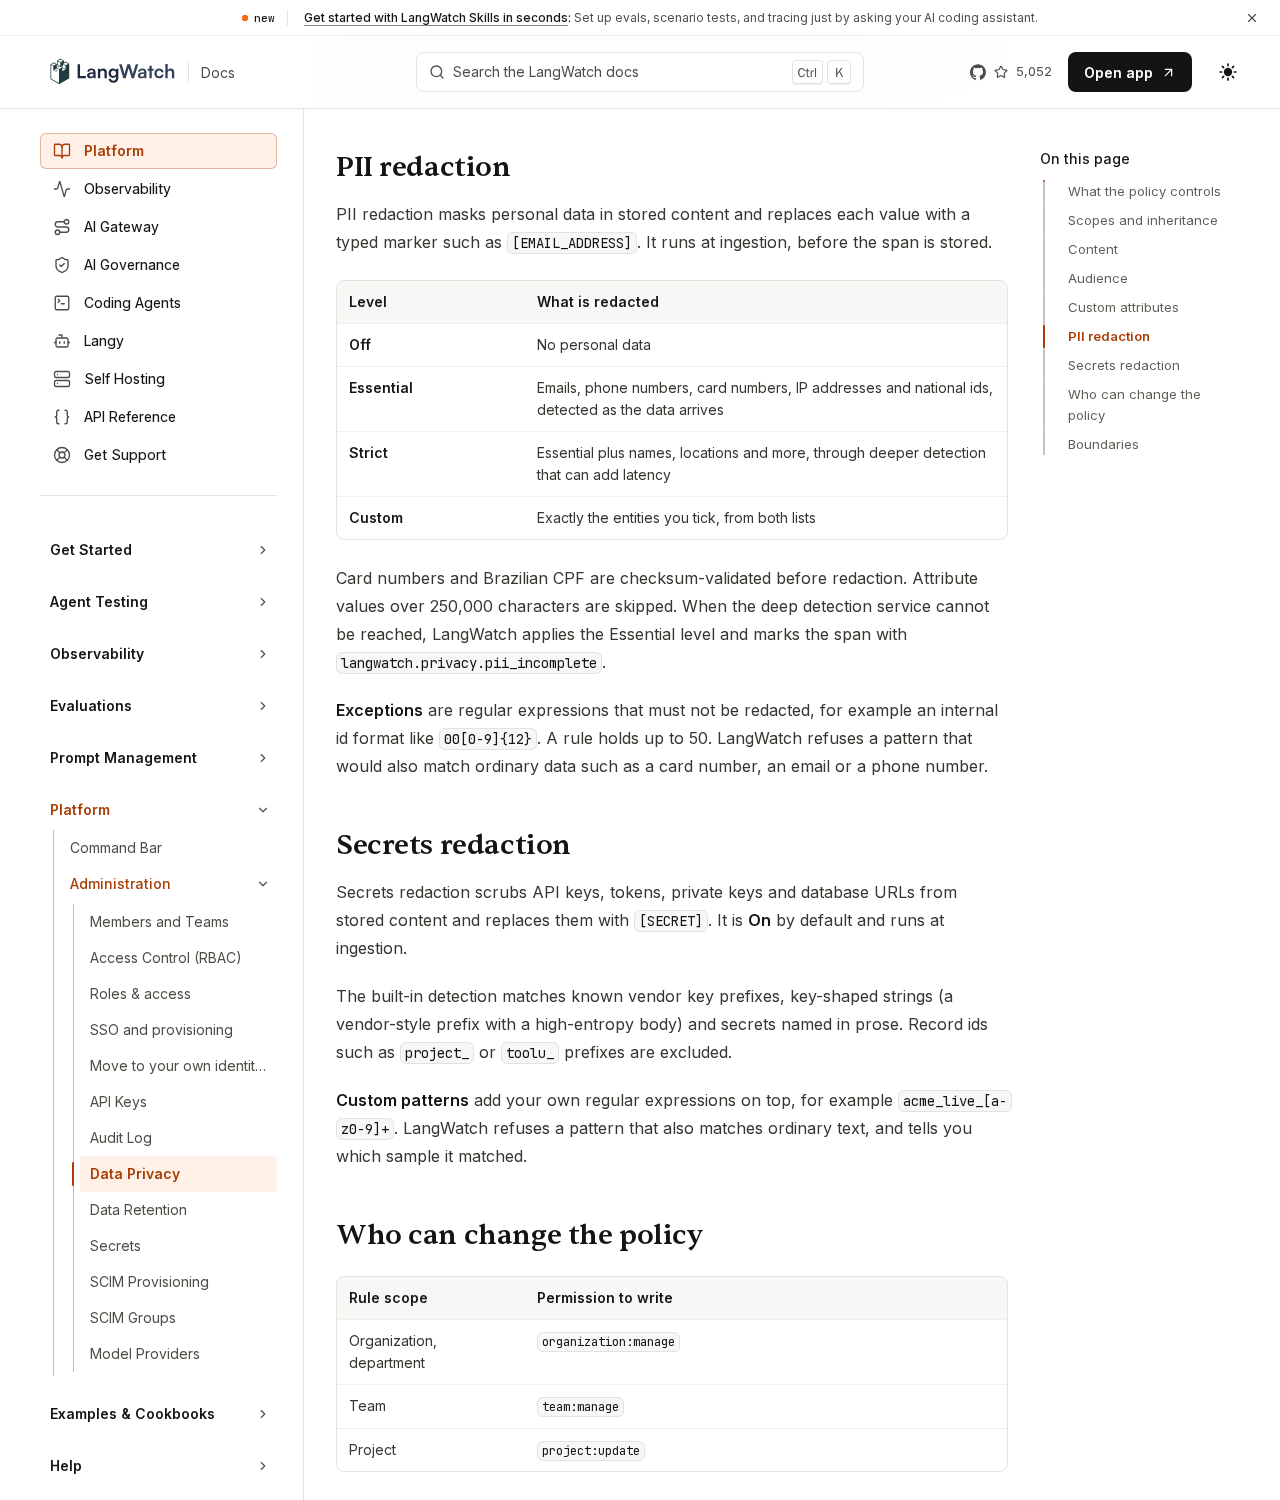 new
Get started with LangWatch Skills in seconds: Set up evals, scenario tests, and tracing just by asking your AI coding assistant.
LangWatch
Docs
Search the LangWatch docs
Ctrl K
5,052
Open app
Platform
Observability
AI Gateway
AI Governance
Coding Agents
Langy
Self Hosting
API Reference
Get Support
Get Started
Agent Testing
Observability
Evaluations
Prompt Management
Platform
Command Bar
Administration
Members and Teams
Access Control (RBAC)
Roles & access
SSO and provisioning
Move to your own identit...
API Keys
Audit Log
Data Privacy
Data Retention
Secrets
SCIM Provisioning
SCIM Groups
Model Providers
Examples & Cookbooks
Help
PII redaction
PII redaction masks personal data in stored content and replaces each value with a
typed marker such as [EMAIL_ADDRESS]. It runs at ingestion, before the span is stored.
Level What is redacted
Off No personal data
Essential Emails, phone numbers, card numbers, IP addresses and national ids,
detected as the data arrives
Strict Essential plus names, locations and more, through deeper detection
that can add latency
Custom Exactly the entities you tick, from both lists
Card numbers and Brazilian CPF are checksum-validated before redaction. Attribute
values over 250,000 characters are skipped. When the deep detection service cannot
be reached, LangWatch applies the Essential level and marks the span with
langwatch.privacy.pii_incomplete.
Exceptions are regular expressions that must not be redacted, for example an internal
id format like 00[0-9]{12}. A rule holds up to 50. LangWatch refuses a pattern that
would also match ordinary data such as a card number, an email or a phone number.
Secrets redaction
Secrets redaction scrubs API keys, tokens, private keys and database URLs from
stored content and replaces them with [SECRET]. It is On by default and runs at
ingestion.
The built-in detection matches known vendor key prefixes, key-shaped strings (a
vendor-style prefix with a high-entropy body) and secrets named in prose. Record ids
such as project_ or toolu_ prefixes are excluded.
Custom patterns add your own regular expressions on top, for example acme_live_[a-
z0-9]+. LangWatch refuses a pattern that also matches ordinary text, and tells you
which sample it matched.
Who can change the policy
Rule scope Permission to write
Organization, organization:manage
department
Team team:manage
Project project:update
On this page
What the policy controls
Scopes and inheritance
Content
Audience
Custom attributes
PII redaction
Secrets redaction
Who can change the
policy
Boundaries